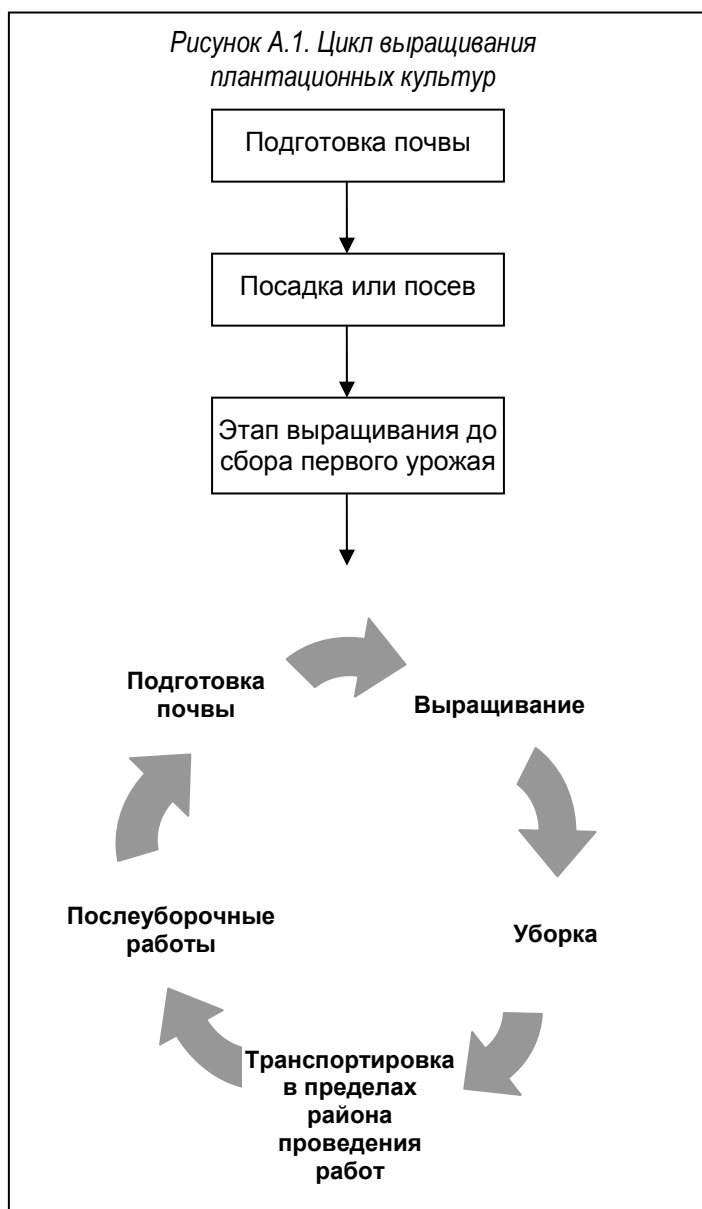 Рисунок А.1. Цикл выращивания
плантационных культур
Подготовка почвы
Посадка или посев
Этап выращивания до
сбора первого урожая
Подготовка
почвы
Выращивание
Послеуборочные
работы
Уборка
Транспортировка
в пределах
района
проведения
работ